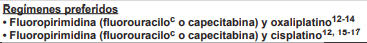 Regímenes preferidos
• Fluoropirimidina (fluorouracilo^c o capecitabina) y oxaliplatino^12-14
• Fluoropirimidina (fluorouracilo^c o capecitabina) y cisplatino^12, 15-17